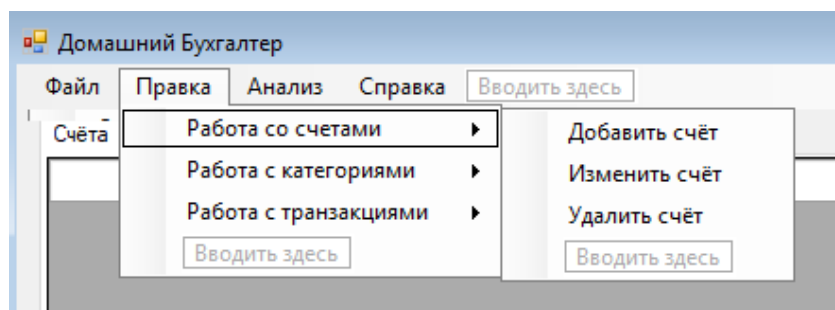 Домашний Бухгалтер
Файл Правка Анализ Справка Вводить здесь
Счёта Работа со счетами Добавить счёт
Работа с категориями Изменить счёт
Работа с транзакциями Удалить счёт
Вводить здесь Вводить здесь